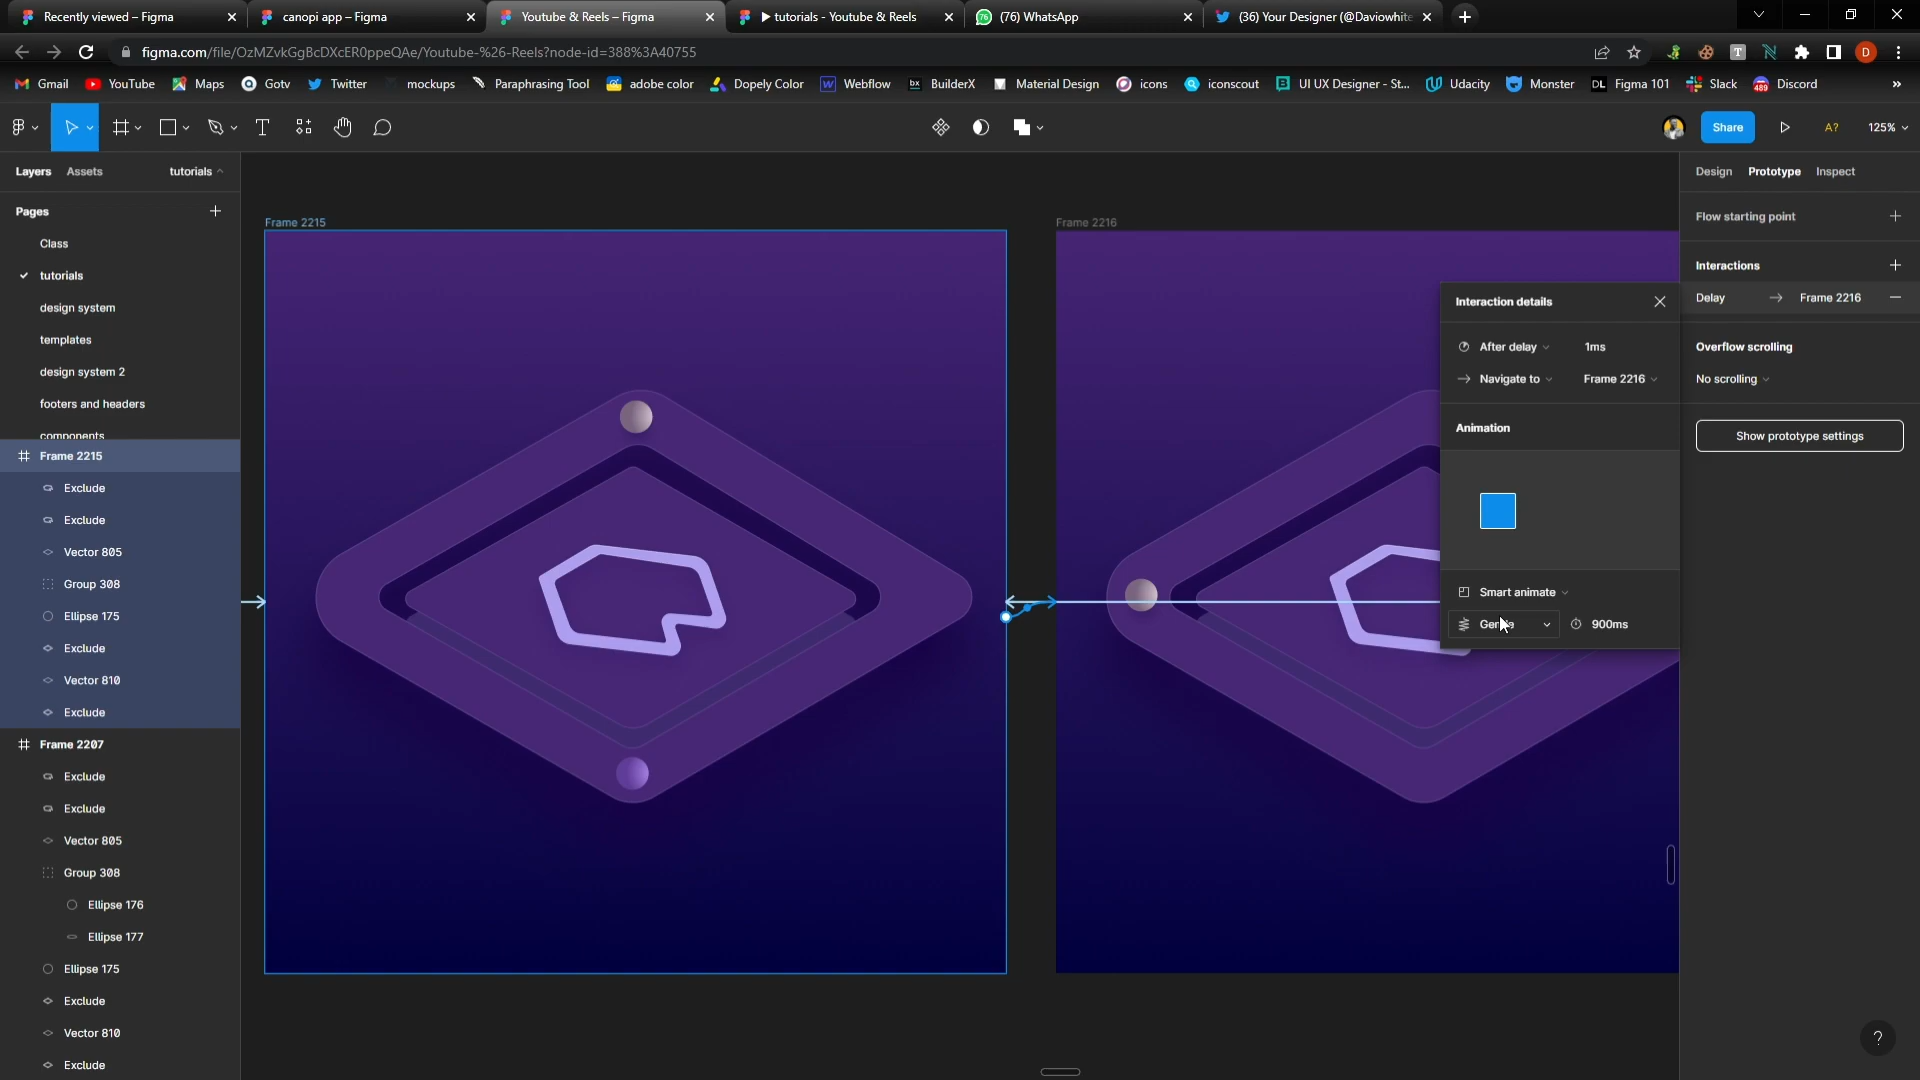 Recently viewed – Figma
canopi app – Figma
Youtube & Reels – Figma
tutorials - Youtube & Reels
(76) WhatsApp
(36) Your Designer (@Daviowhite
figma.com/file/OzMZvkGgBcDXcER0ppeQAe/Youtube-%26-Reels?node-id=388%3A40755
Gmail
YouTube
Maps
Gotv
Twitter
mockups
Paraphrasing Tool
adobe color
Dopely Color
Webflow
BuilderX
Material Design
icons
iconscout
UI UX Designer - St...
Udacity
Monster
Figma 101
Slack
Discord
Share
A?
125%
Layers
Assets
tutorials
Design
Prototype
Inspect
Pages
Class
tutorials
design system
templates
design system 2
footers and headers
components
Frame 2215
Exclude
Exclude
Vector 805
Group 308
Ellipse 175
Exclude
Vector 810
Exclude
Frame 2207
Exclude
Exclude
Vector 805
Group 308
Ellipse 176
Ellipse 177
Ellipse 175
Exclude
Vector 810
Exclude
Frame 2215
Frame 2216
Interaction details
After delay
1ms
Navigate to
Frame 2216
Animation
Smart animate
900ms
Flow starting point
Interactions
Delay
Frame 2216
Overflow scrolling
No scrolling
Show prototype settings
?